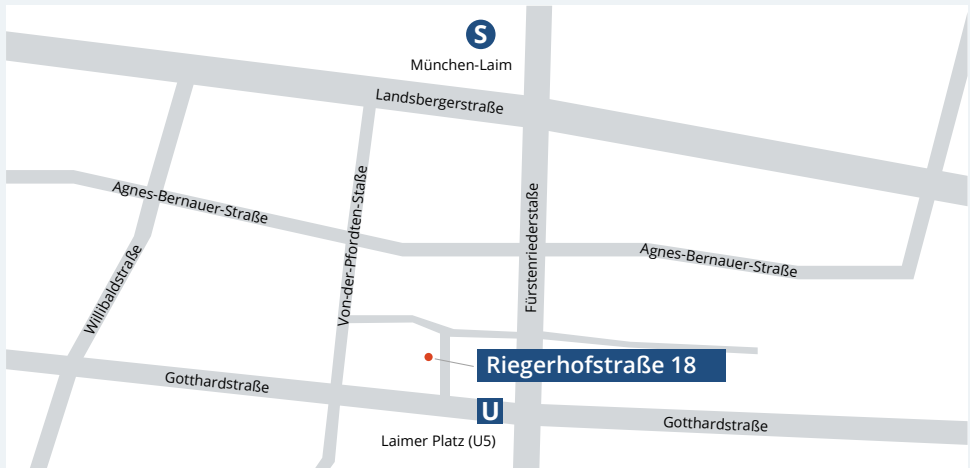 S
München-Laim
Landsbergerstraße
Agnes-Bernauer-Straße
Von-der-Pfordten-Staße
Fürstenriederstaße
Willibaldstraße
Agnes-Bernauer-Straße
Riegerhofstraße 18
Gotthardstraße
U
Gotthardstraße
Laimer Platz (U5)